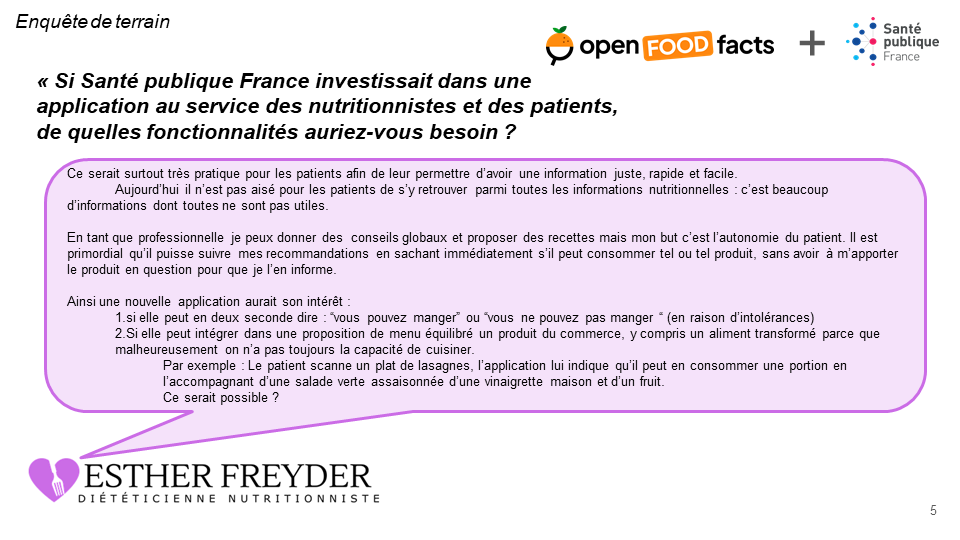 Enquête de terrain
open FOOD facts
+
Santé
publique
France
« Si Santé publique France investissait dans une
application au service des nutritionnistes et des patients,
de quelles fonctionnalités auriez-vous besoin ?
Ce serait surtout très pratique pour les patients afin de leur permettre d’avoir une information juste, rapide et facile.
Aujourd’hui il n’est pas aisé pour les patients de s’y retrouver parmi toutes les informations nutritionnelles : c’est beaucoup
d’informations dont toutes ne sont pas utiles.
En tant que professionnelle je peux donner des conseils globaux et proposer des recettes mais mon but c’est l’autonomie du patient. Il est
primordial qu’il puisse suivre mes recommandations en sachant immédiatement s’il peut consommer tel ou tel produit, sans avoir à m’apporter
le produit en question pour que je l’en informe.
Ainsi une nouvelle application aurait son intérêt :
1.si elle peut en deux seconde dire : “vous pouvez manger” ou “vous ne pouvez pas manger “ (en raison d’intolérances)
2.Si elle peut intégrer dans une proposition de menu équilibré un produit du commerce, y compris un aliment transformé parce que
malheureusement on n’a pas toujours la capacité de cuisiner.
Par exemple : Le patient scanne un plat de lasagnes, l’application lui indique qu’il peut en consommer une portion en
l’accompagnant d’une salade verte assaisonnée d’une vinaigrette maison et d’un fruit.
Ce serait possible ?
ESTHER FREYDER
DIÉTÉTICIENNE NUTRITIONNISTE
5